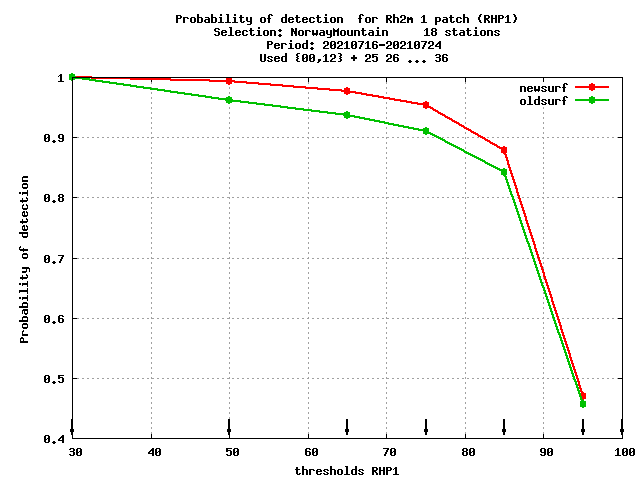 Probability of detection  for Rh2m 1 patch (RHP1)
Selection: NorwayMountain     18 stations
Period: 20210716-20210724
Used {00,12} + 25 26 ... 36
newsurf
oldsurf
1
0.9
0.8
0.7
0.6
0.5
0.4
Probability of detection
30 40 50 60 70 80 90 100
thresholds RHP1